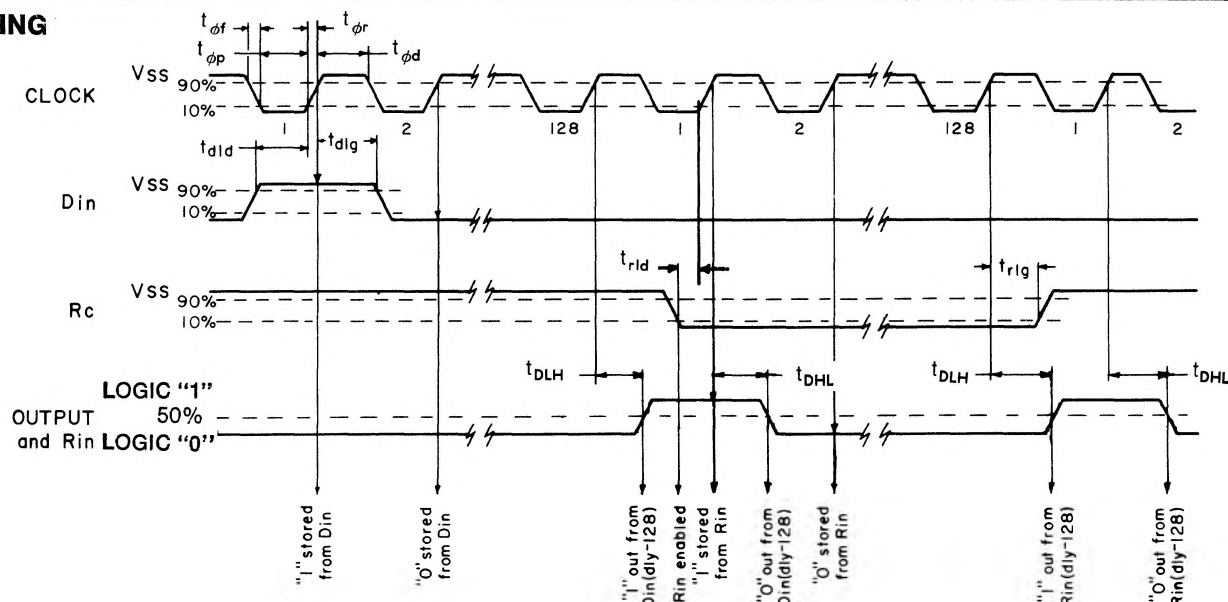 ING
tφf
tφr
tφp
tφd
CLOCK
VSS
90%
10%
1
2
128
1
2
128
1
2
tdld
tdlg
Din
VSS
90%
10%
trld
trlg
Rc
VSS
90%
10%
tDLH
tDHL
tDLH
tDHL
LOGIC "1"
OUTPUT
50%
and Rin
LOGIC "0"
"1" stored
from Din
"0" stored
from Din
"1" out from
Din(dly-128)
Rin enabled
"1" stored
from Rin
"0" out from
Din(dly-128)
"0" stored
from Rin
"1" out from
Rin(dly-128)
"0" out from
Rin(dly-128)